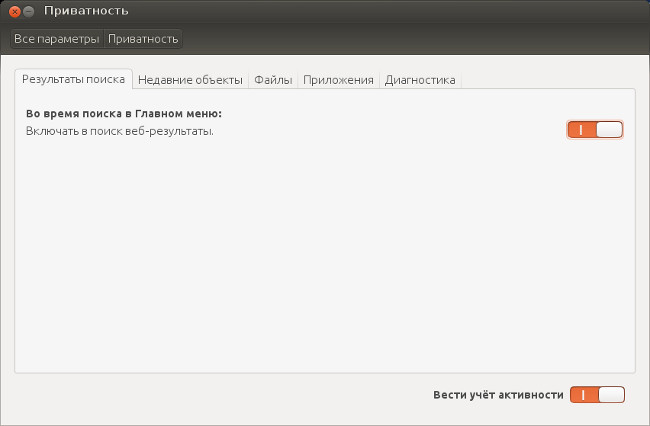 Приватность
Все параметры Приватность
Результаты поиска Недавние объекты Файлы Приложения Диагностика
Во время поиска в Главном меню:
Включать в поиск веб-результаты.
Вести учёт активности